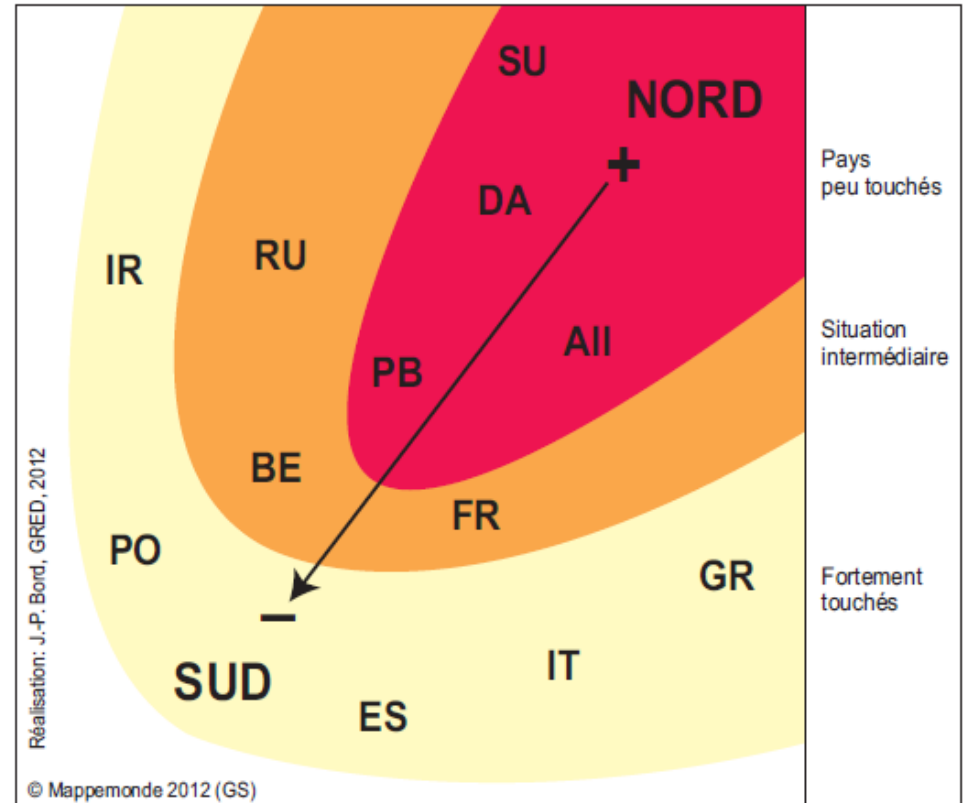 SU
NORD
+
Pays
peu touchés
DA
RU
IR
All
Situation
intermédiaire
PB
BE
FR
PO
GR
Fortement
touchés
–
IT
SUD
ES
Réalisation: J.-P. Bord, GRED, 2012
© Mappemonde 2012 (GS)